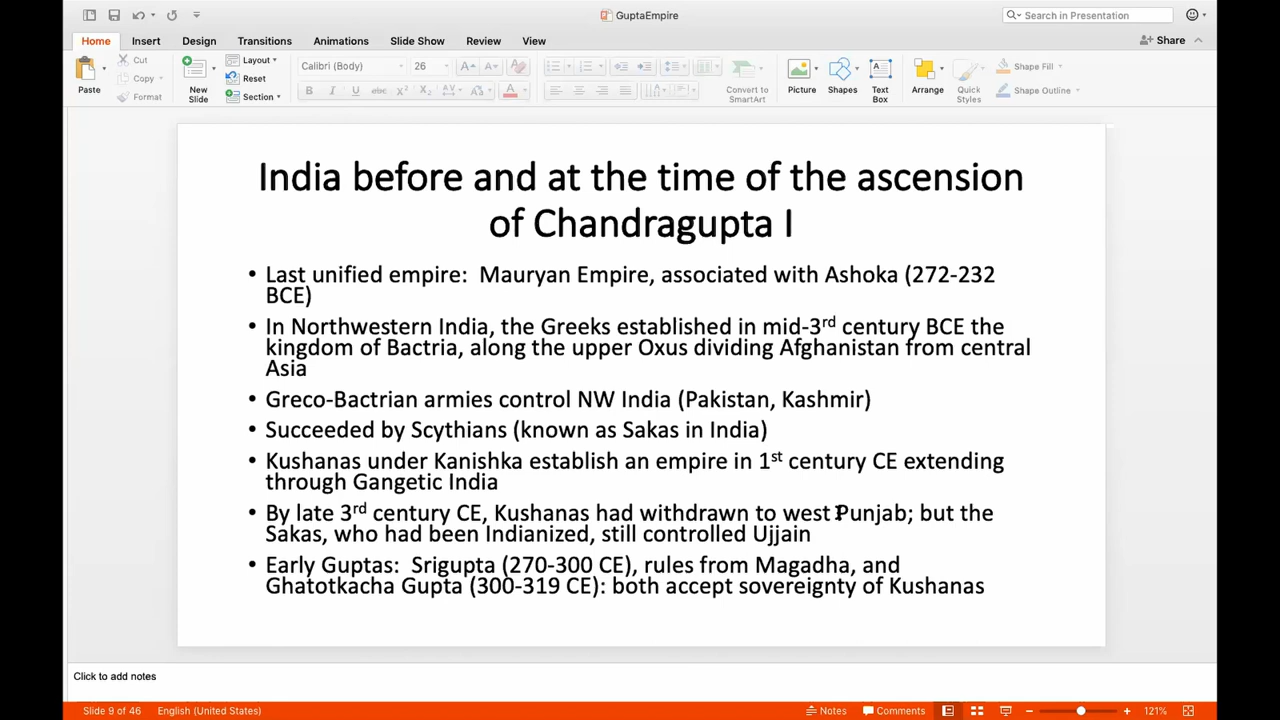 GuptaEmpire
Search in Presentation
Home Insert Design Transitions Animations Slide Show Review View
Share
Paste
Cut
Copy
Format
New
Slide
Layout
Reset
Section
Calibri (Body) 26
B I U abc X² X₂ AV Aa A
Convert to
SmartArt
Picture
Shapes
Text
Box
Arrange
Quick
Styles
Shape Fill
Shape Outline
India before and at the time of the ascension
of Chandragupta I
• Last unified empire: Mauryan Empire, associated with Ashoka (272-232
BCE)
• In Northwestern India, the Greeks established in mid-3rd century BCE the
kingdom of Bactria, along the upper Oxus dividing Afghanistan from central
Asia
• Greco-Bactrian armies control NW India (Pakistan, Kashmir)
• Succeeded by Scythians (known as Sakas in India)
• Kushanas under Kanishka establish an empire in 1st century CE extending
through Gangetic India
• By late 3rd century CE, Kushanas had withdrawn to west Punjab; but the
Sakas, who had been Indianized, still controlled Ujjain
• Early Guptas: Srigupta (270-300 CE), rules from Magadha, and
Ghatotkacha Gupta (300-319 CE): both accept sovereignty of Kushanas
Click to add notes
Slide 9 of 46 English (United States) Notes Comments 121%